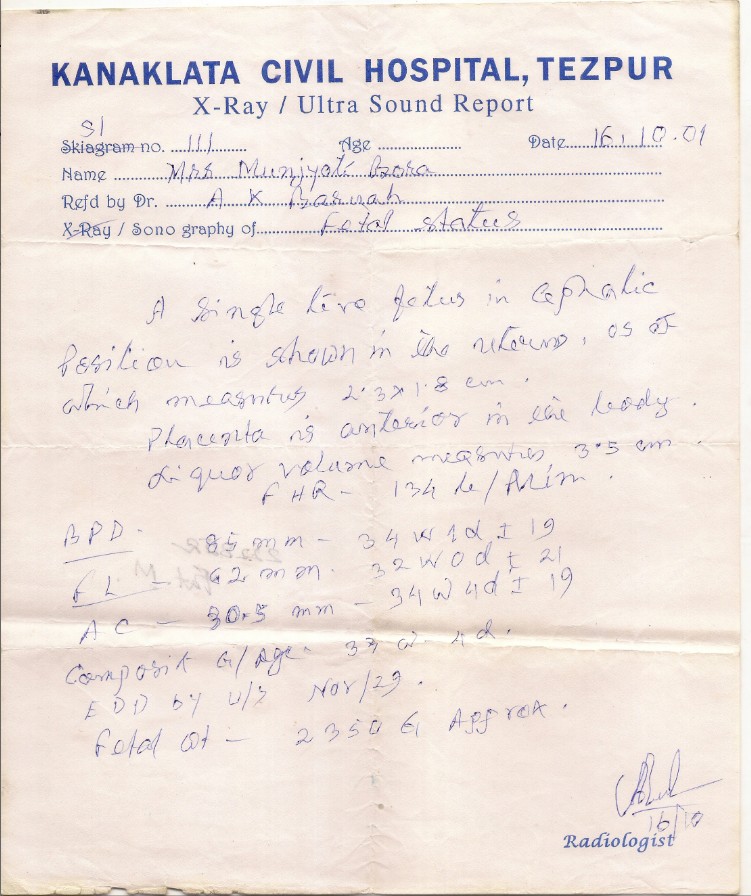 KANAKLATA CIVIL HOSPITAL, TEZPUR
X-Ray / Ultra Sound Report
Sl
Skiagram no. 111 Age Date 16.10.09
Name Mrs Munjyoti Bora
Refd by Dr. A K Baruah
X-Ray / Sono graphy of Fetal status
A single live fetus in cephalic
Position is shown in the uterus, OS of
which measures 2.3 x 1.8 cm.
Placenta is anterior in the body.
Liquor volume measures 3.5 cm.
FHR - 134 /Min.
BPD - 85 mm - 34 W 1d ± 19
FL - 62 mm - 32 W 0 d ± 21
AC - 30.5 mm - 34 W 4d ± 19
Composit G/Age - 33 W 4 d.
EDD by U/S Nov/29.
Fetal Wt - 2350 G Approx.
16/10
Radiologist